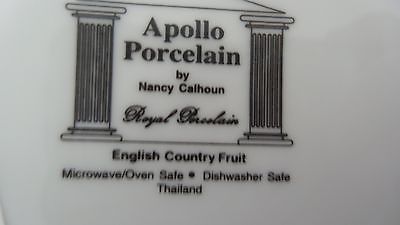 Apollo
Porcelain
by
Nancy Calhoun
Royal Porcelain
English Country Fruit
Microwave/Oven Safe • Dishwasher Safe
Thailand